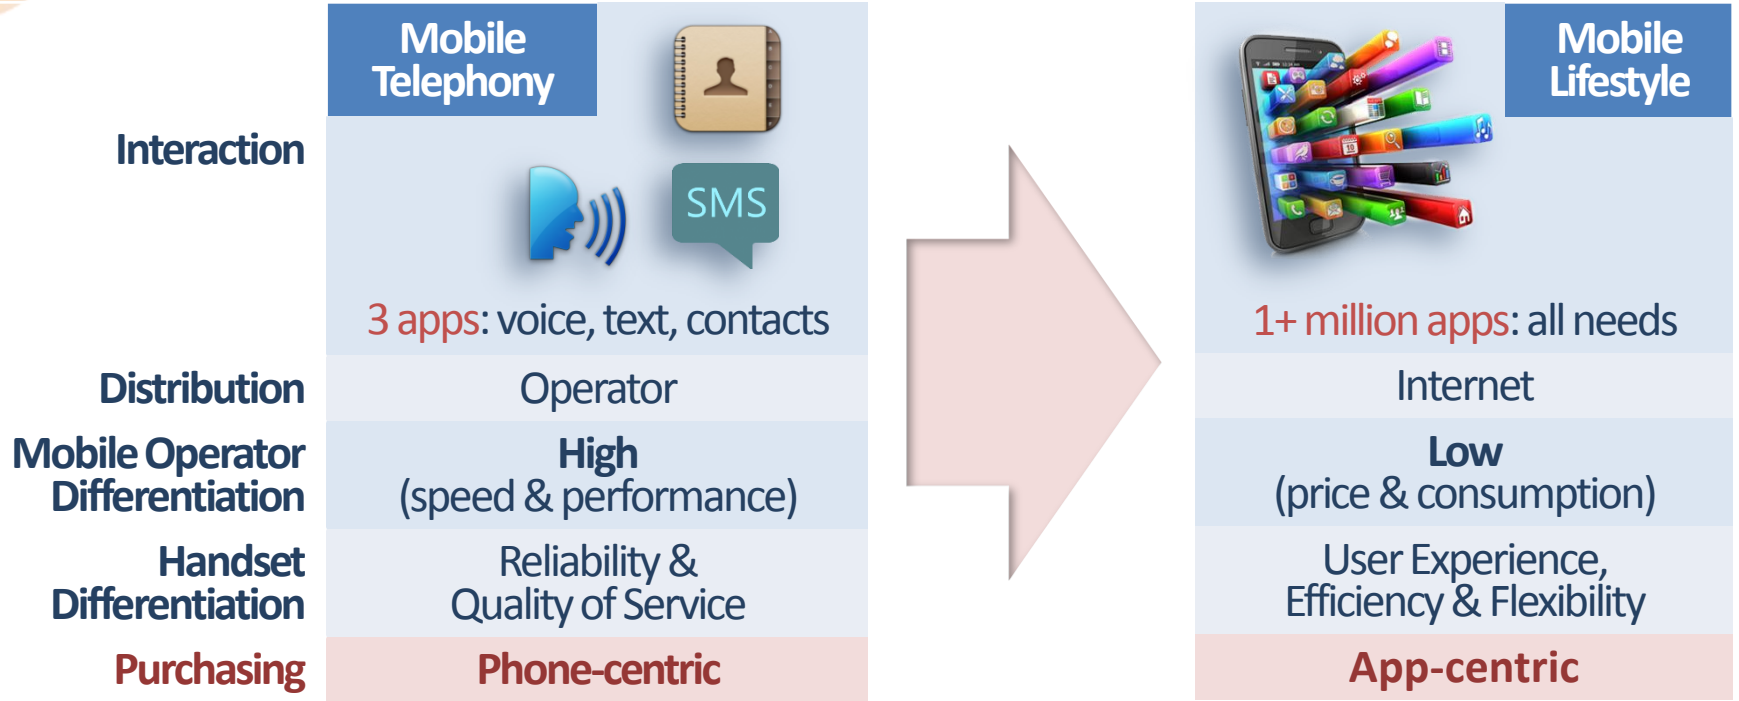 Mobile
Telephony
Mobile
Lifestyle
Interaction
SMS
3 apps: voice, text, contacts
1+ million apps: all needs
Distribution
Operator
Internet
Mobile Operator
Differentiation
High
(speed & performance)
Low
(price & consumption)
Handset
Differentiation
Reliability &
Quality of Service
User Experience,
Efficiency & Flexibility
Purchasing
Phone-centric
App-centric